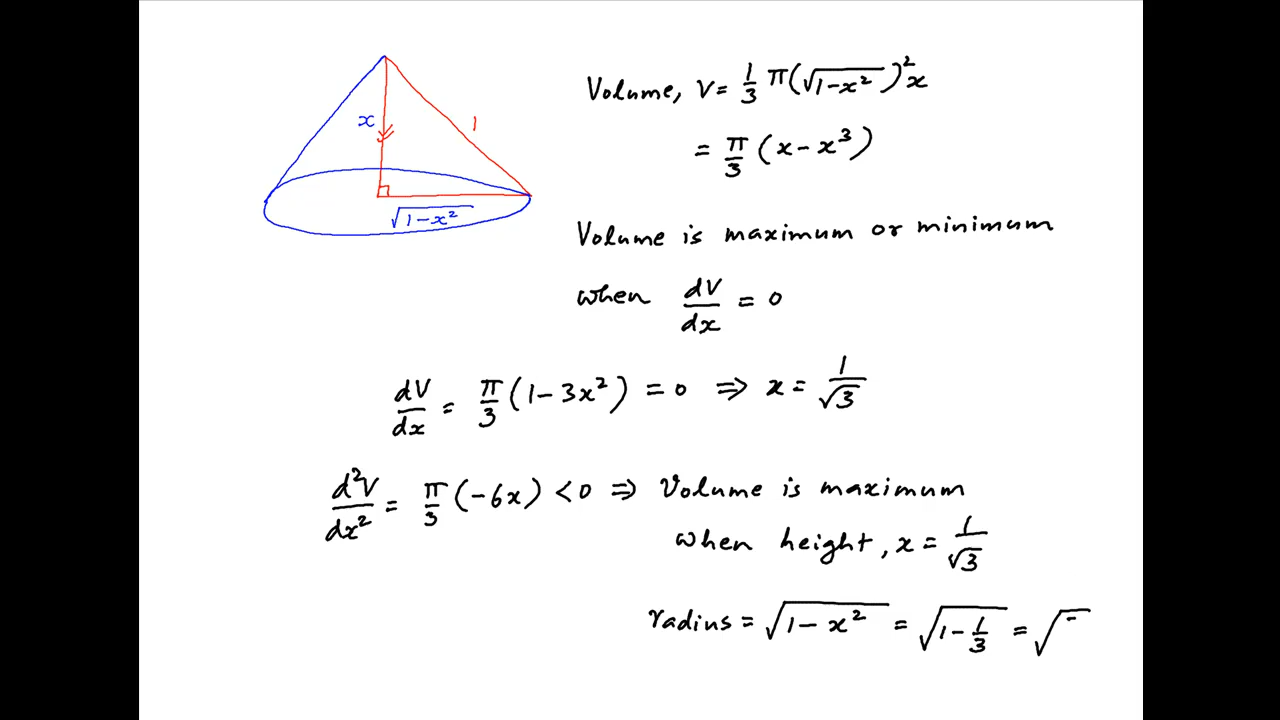 x
1
√(1-x²)
Volume, V = 1/3 π(√(1-x²))²x
= π/3 (x - x³)
Volume is maximum or minimum
when dV/dx = 0
dV/dx = π/3 (1 - 3x²) = 0 ⇒ x = 1/√3
d²V/dx² = π/3 (-6x) < 0 ⇒ Volume is maximum
when height, x = 1/√3
radius = √(1 - x²) = √(1 - 1/3) = √